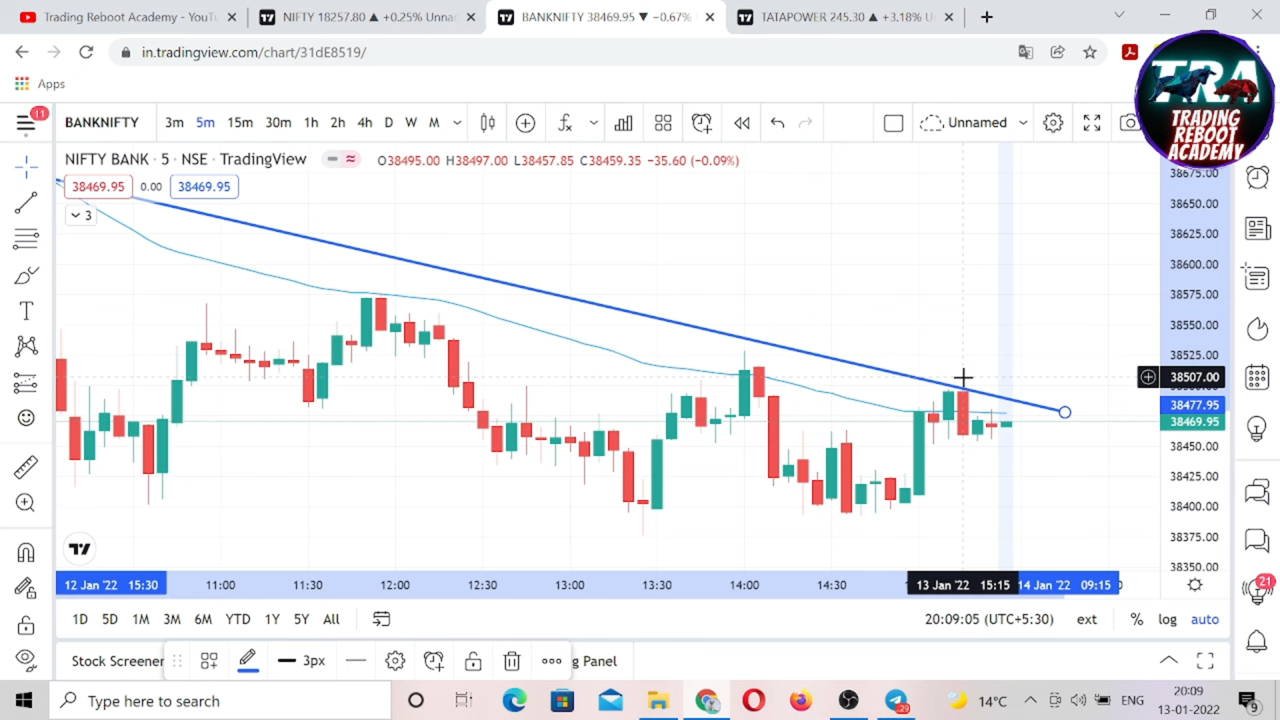 Trading Reboot Academy - YouTu
NIFTY 18257.80 ▲ +0.25% Unna
BANKNIFTY 38469.95 ▼ −0.67%
TATAPOWER 245.30 ▲ +3.18% U
in.tradingview.com/chart/31dE8519/
Apps
TRA
TRADING
REBOOT
ACADEMY
11
BANKNIFTY 3m 5m 15m 30m 1h 2h 4h D W M
Unnamed
NIFTY BANK · 5 · NSE · TradingView
O38495.00 H38497.00 L38457.85 C38459.35 −35.60 (−0.09%)
38469.95 0.00 38469.95
3
38675.00
38650.00
38625.00
38600.00
38575.00
38550.00
38525.00
38507.00
38477.95
38469.95
38450.00
38425.00
38400.00
38375.00
38350.00
12 Jan '22 15:30 11:00 11:30 12:00 12:30 13:00 13:30 14:00 14:30 13 Jan '22 15:15 14 Jan '22 09:15
1D 5D 1M 3M 6M YTD 1Y 5Y All
20:09:05 (UTC+5:30) ext % log auto
21
Stock Screener 3px g Panel
Type here to search
29
14°C ENG
20:09
13-01-2022
9